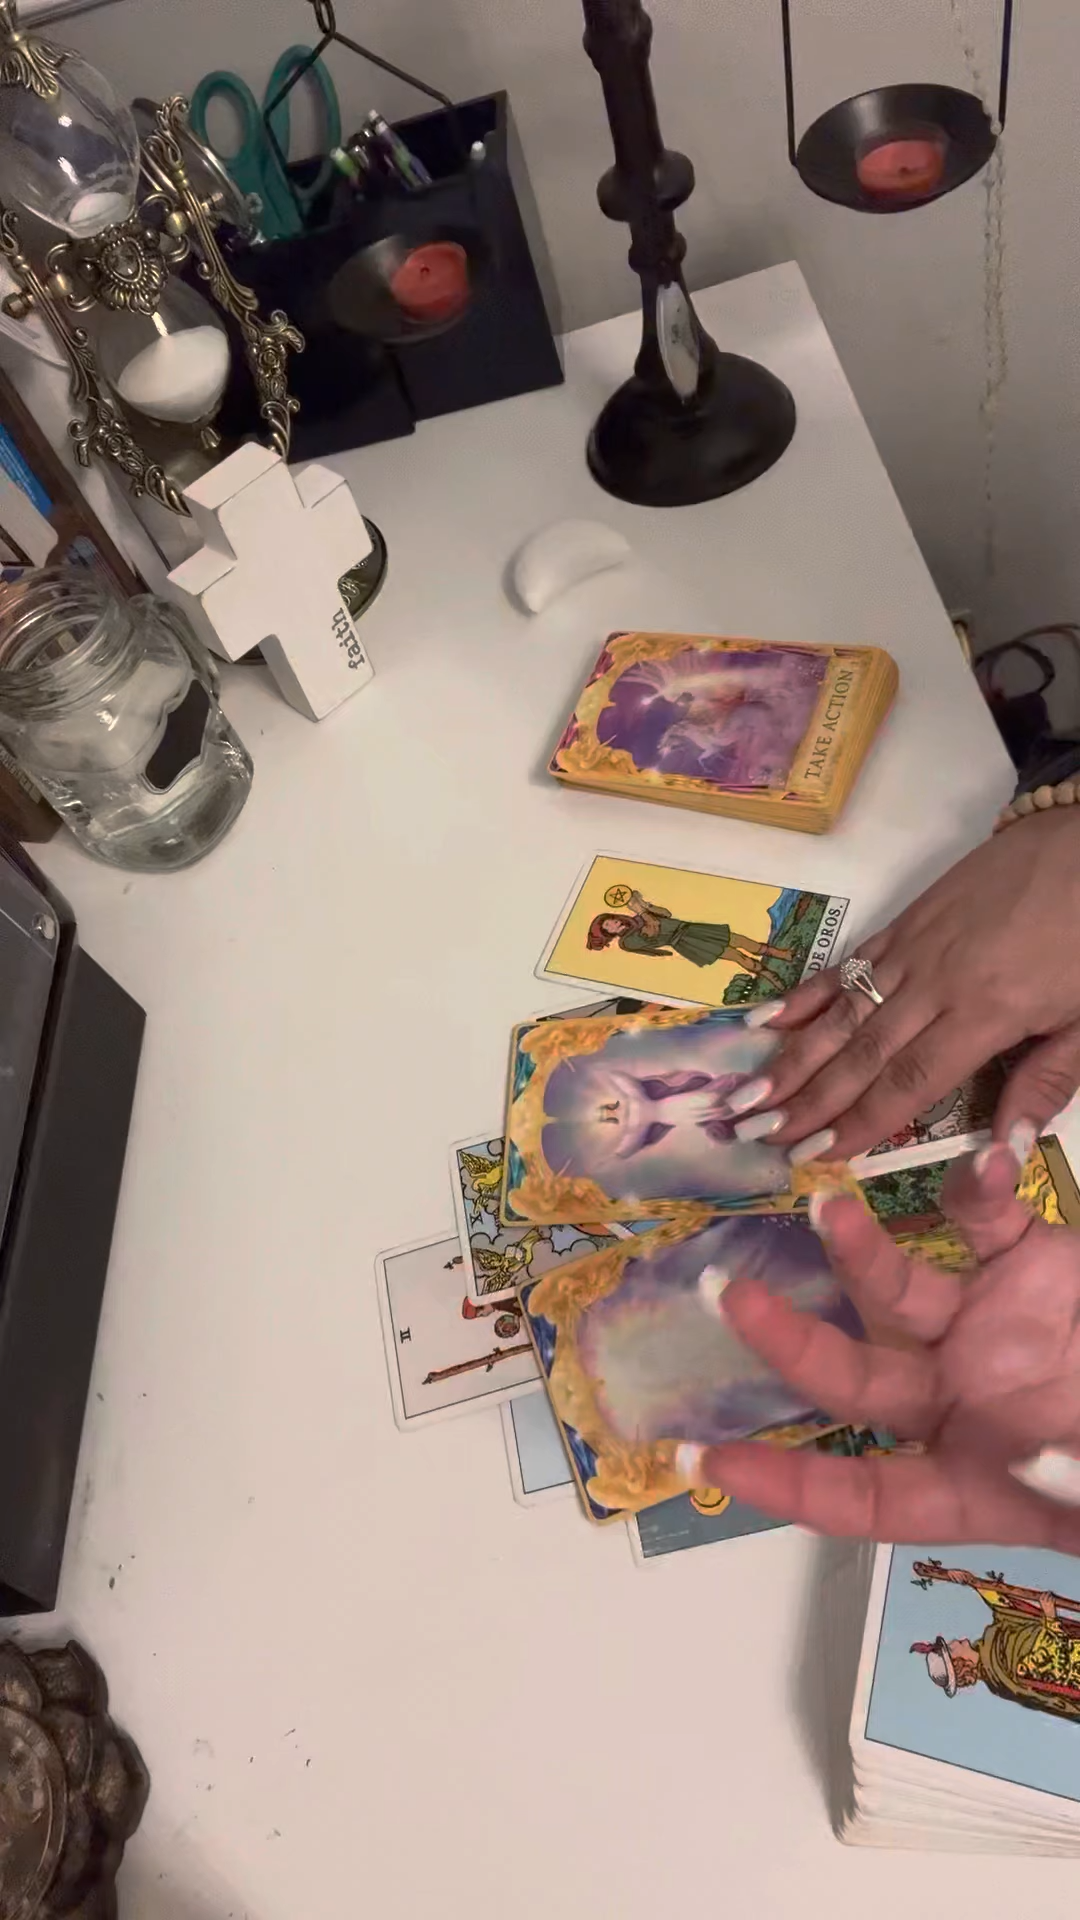 faith
TAKE ACTION
DE OROS.
X
II